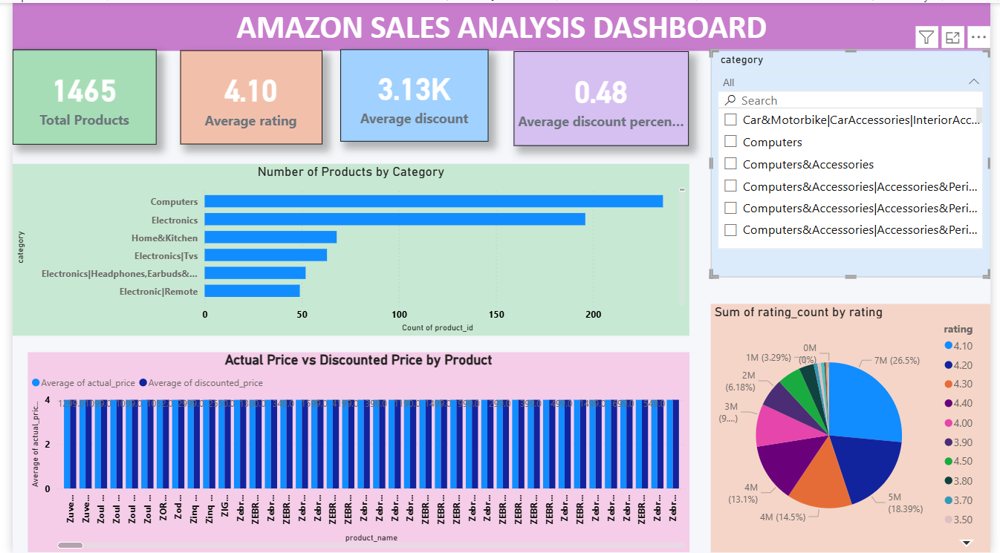 AMAZON SALES ANALYSIS DASHBOARD
1465
Total Products
4.10
Average rating
3.13K
Average discount
0.48
Average discount percen...
category
All
Search
Car&Motorbike|CarAccessories|InteriorAcc...
Computers
Computers&Accessories
Computers&Accessories|Accessories&Peri...
Computers&Accessories|Accessories&Peri...
Computers&Accessories|Accessories&Peri...
Number of Products by Category
category
Computers
Electronics
Home&Kitchen
Electronics|Tvs
Electronics|Headphones,Earbuds&...
Electronic|Remote
0 50 100 150 200
Count of product_id
Actual Price vs Discounted Price by Product
Average of actual_price Average of discounted_price
Average of actual_pric...
4
2
0
Zuve... Zuve... Zoul ... Zoul ... Zoul ... Zoul ... ZOR... Zod... Zinq ... Zinq ... ZIG... Zebr... ZEBR... Zebr... ZEBR... Zebr... Zebr... ZEBR... ZEBR... Zebr... Zebr... ZEBR... Zebr... ZEBR... Zebr... ZEBR... Zebr... ZEBR... ZEBR... ZEBR... ZEBR... ZEBR... ZEBR... ZEBR... ZEBR... ZEBR... ZEBR... ZEBR... Zebr... Zebr...
product_name
Sum of rating_count by rating
7M (26.5%)
5M
(18.39%)
4M (14.5%)
4M
(13.1%)
3M
(9....)
2M
(6.18%)
1M (3.29%)
0M
(0%)
rating
4.10
4.20
4.30
4.40
4.00
3.90
4.50
3.80
3.70
3.50